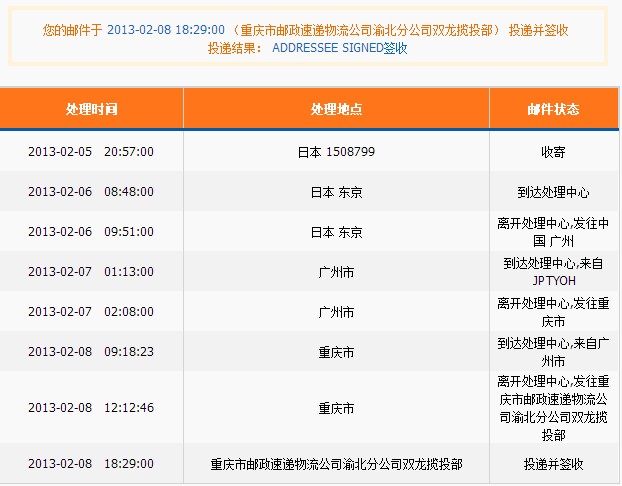 您的邮件于 2013-02-08 18:29:00 （重庆市邮政速递物流公司渝北分公司双龙揽投部） 投递并签收
投递结果： ADDRESSEE SIGNED签收
处理时间 处理地点 邮件状态
2013-02-05 20:57:00 日本 1508799 收寄
2013-02-06 08:48:00 日本 东京 到达处理中心
2013-02-06 09:51:00 日本 东京 离开处理中心,发往中
国 广州
2013-02-07 01:13:00 广州市 到达处理中心,来自
JPTYOH
2013-02-07 02:08:00 广州市 离开处理中心,发往重
庆市
2013-02-08 09:18:23 重庆市 到达处理中心,来自广
州市
2013-02-08 12:12:46 重庆市 离开处理中心,发往重
庆市邮政速递物流公
司渝北分公司双龙揽
投部
2013-02-08 18:29:00 重庆市邮政速递物流公司渝北分公司双龙揽投部 投递并签收